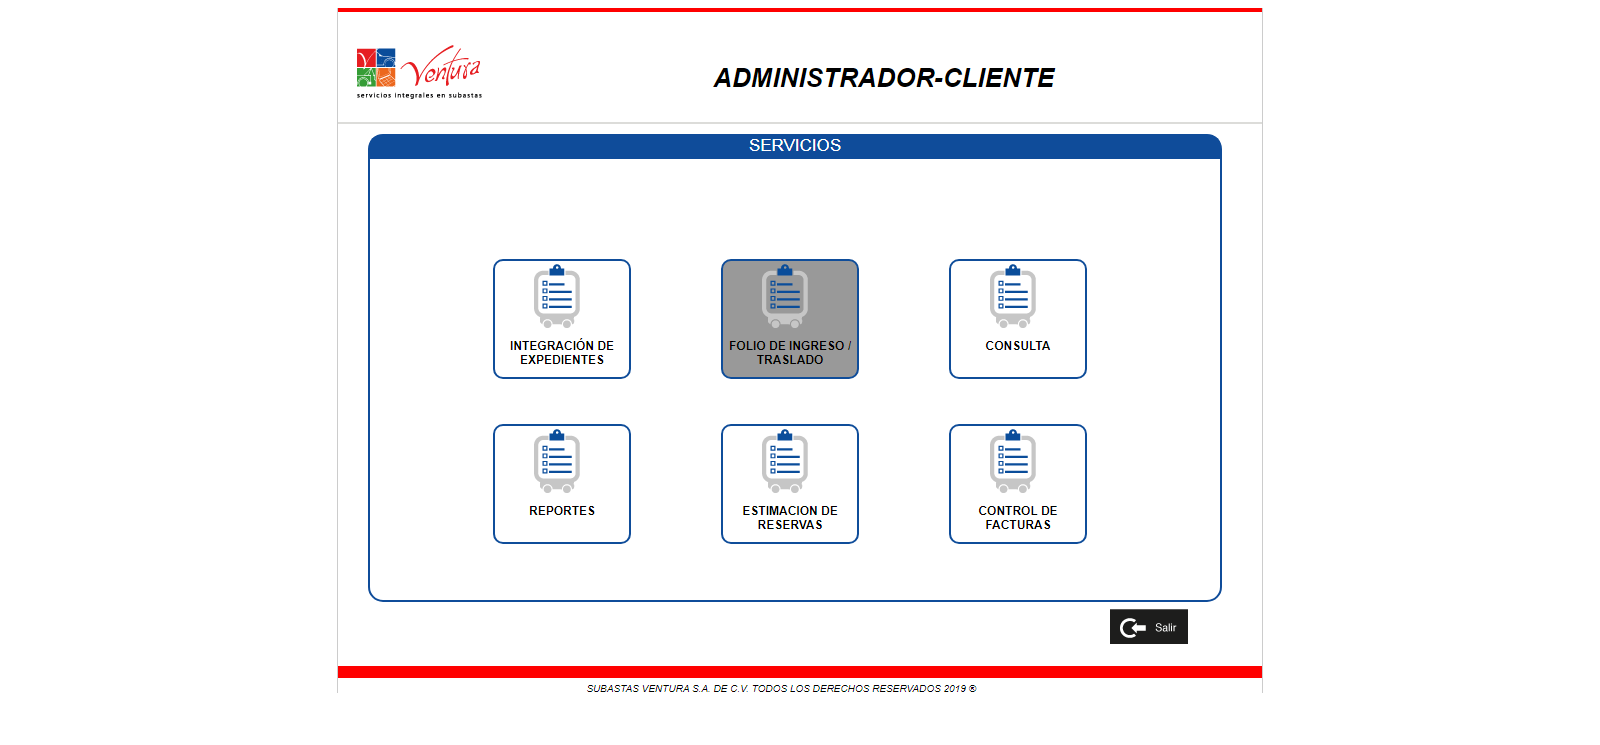 Ventura
servicios integrales en subastas
ADMINISTRADOR-CLIENTE
SERVICIOS
INTEGRACIÓN DE
EXPEDIENTES
FOLIO DE INGRESO /
TRASLADO
CONSULTA
REPORTES
ESTIMACION DE
RESERVAS
CONTROL DE
FACTURAS
Salir
SUBASTAS VENTURA S.A. DE C.V. TODOS LOS DERECHOS RESERVADOS 2019 ®